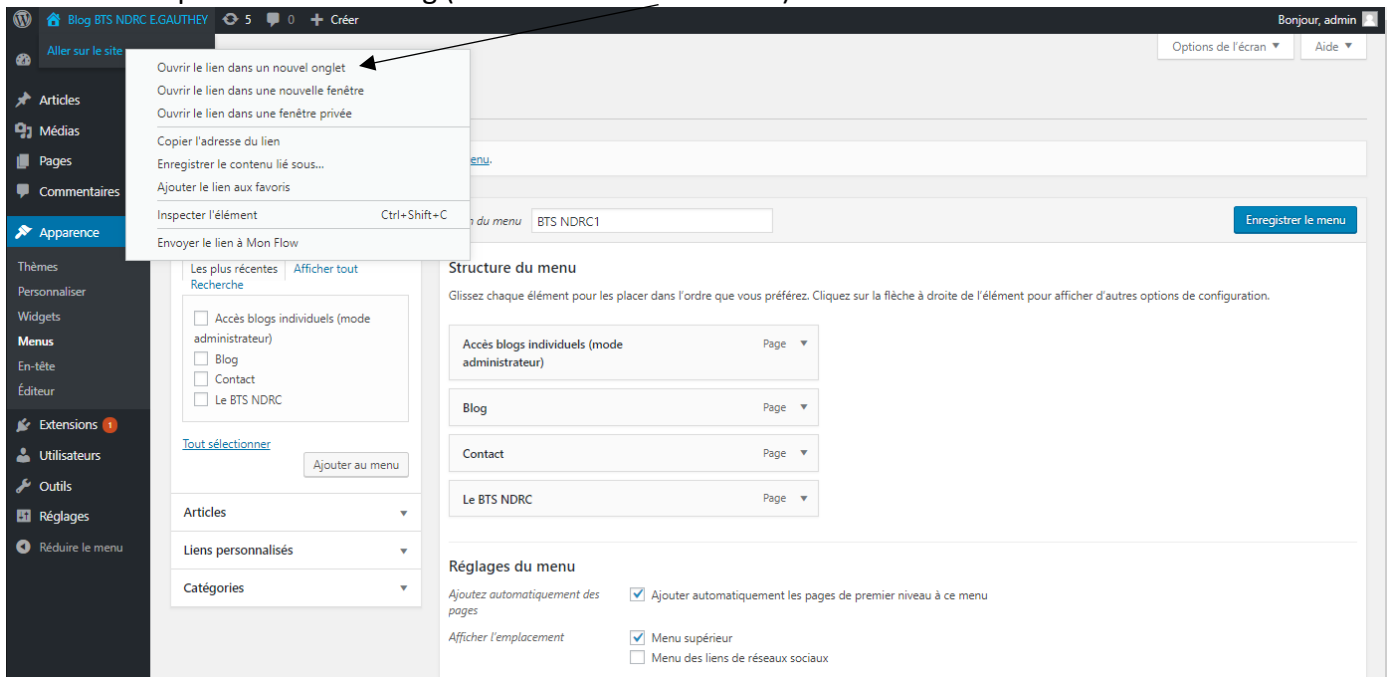 Blog BTS NDRC E.GAUTHEY 5 0 + Créer Bonjour, admin
Aller sur le site
Options de l'écran ▼ Aide ▼
Ouvrir le lien dans un nouvel onglet
Ouvrir le lien dans une nouvelle fenêtre
Ouvrir le lien dans une fenêtre privée
Copier l'adresse du lien
Enregistrer le contenu lié sous...
Ajouter le lien aux favoris
Inspecter l'élément Ctrl+Shift+C
Envoyer le lien à Mon Flow
Articles
Médias
Pages
Commentaires
Apparence
Thèmes
Personnaliser
Widgets
Menus
En-tête
Éditeur
Extensions 1
Utilisateurs
Outils
Réglages
Réduire le menu
enu.
du menu BTS NDRC1 Enregistrer le menu
Les plus récentes Afficher tout
Recherche
Accès blogs individuels (mode
administrateur)
Blog
Contact
Le BTS NDRC
Tout sélectionner
Ajouter au menu
Articles ▼
Liens personnalisés ▼
Catégories ▼
Structure du menu
Glissez chaque élément pour les placer dans l'ordre que vous préférez. Cliquez sur la flèche à droite de l'élément pour afficher d'autres options de configuration.
Accès blogs individuels (mode Page ▼
administrateur)
Blog Page ▼
Contact Page ▼
Le BTS NDRC Page ▼
Réglages du menu
Ajoutez automatiquement des Ajouter automatiquement les pages de premier niveau à ce menu
pages
Afficher l'emplacement Menu supérieur
Menu des liens de réseaux sociaux